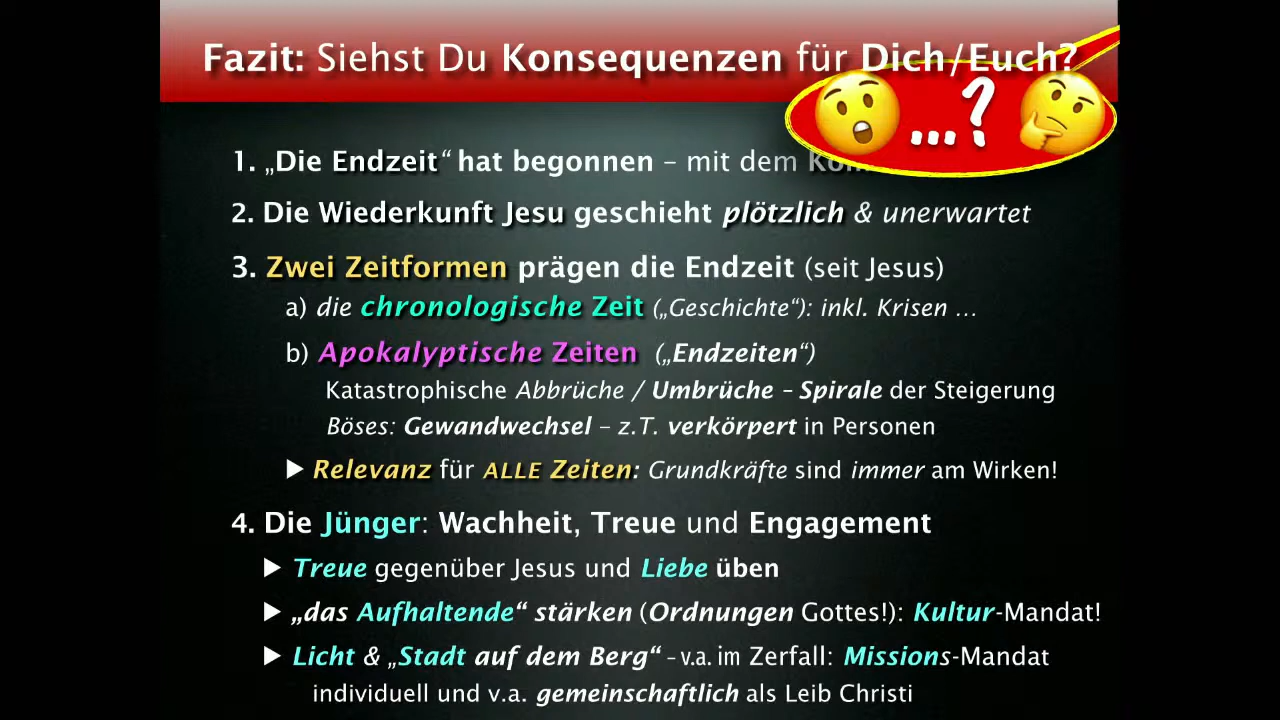 Fazit: Siehst Du Konsequenzen für Dich/Euch?
...?
1. „Die Endzeit“ hat begonnen – mit dem
2. Die Wiederkunft Jesu geschieht plötzlich & unerwartet
3. Zwei Zeitformen prägen die Endzeit (seit Jesus)
a) die chronologische Zeit („Geschichte“): inkl. Krisen ...
b) Apokalyptische Zeiten („Endzeiten“)
Katastrophische Abbrüche / Umbrüche – Spirale der Steigerung
Böses: Gewandwechsel – z.T. verkörpert in Personen
▶ Relevanz für ALLE Zeiten: Grundkräfte sind immer am Wirken!
4. Die Jünger: Wachheit, Treue und Engagement
▶ Treue gegenüber Jesus und Liebe üben
▶ „das Aufhaltende“ stärken (Ordnungen Gottes!): Kultur-Mandat!
▶ Licht & „Stadt auf dem Berg“ – v.a. im Zerfall: Missions-Mandat
individuell und v.a. gemeinschaftlich als Leib Christi